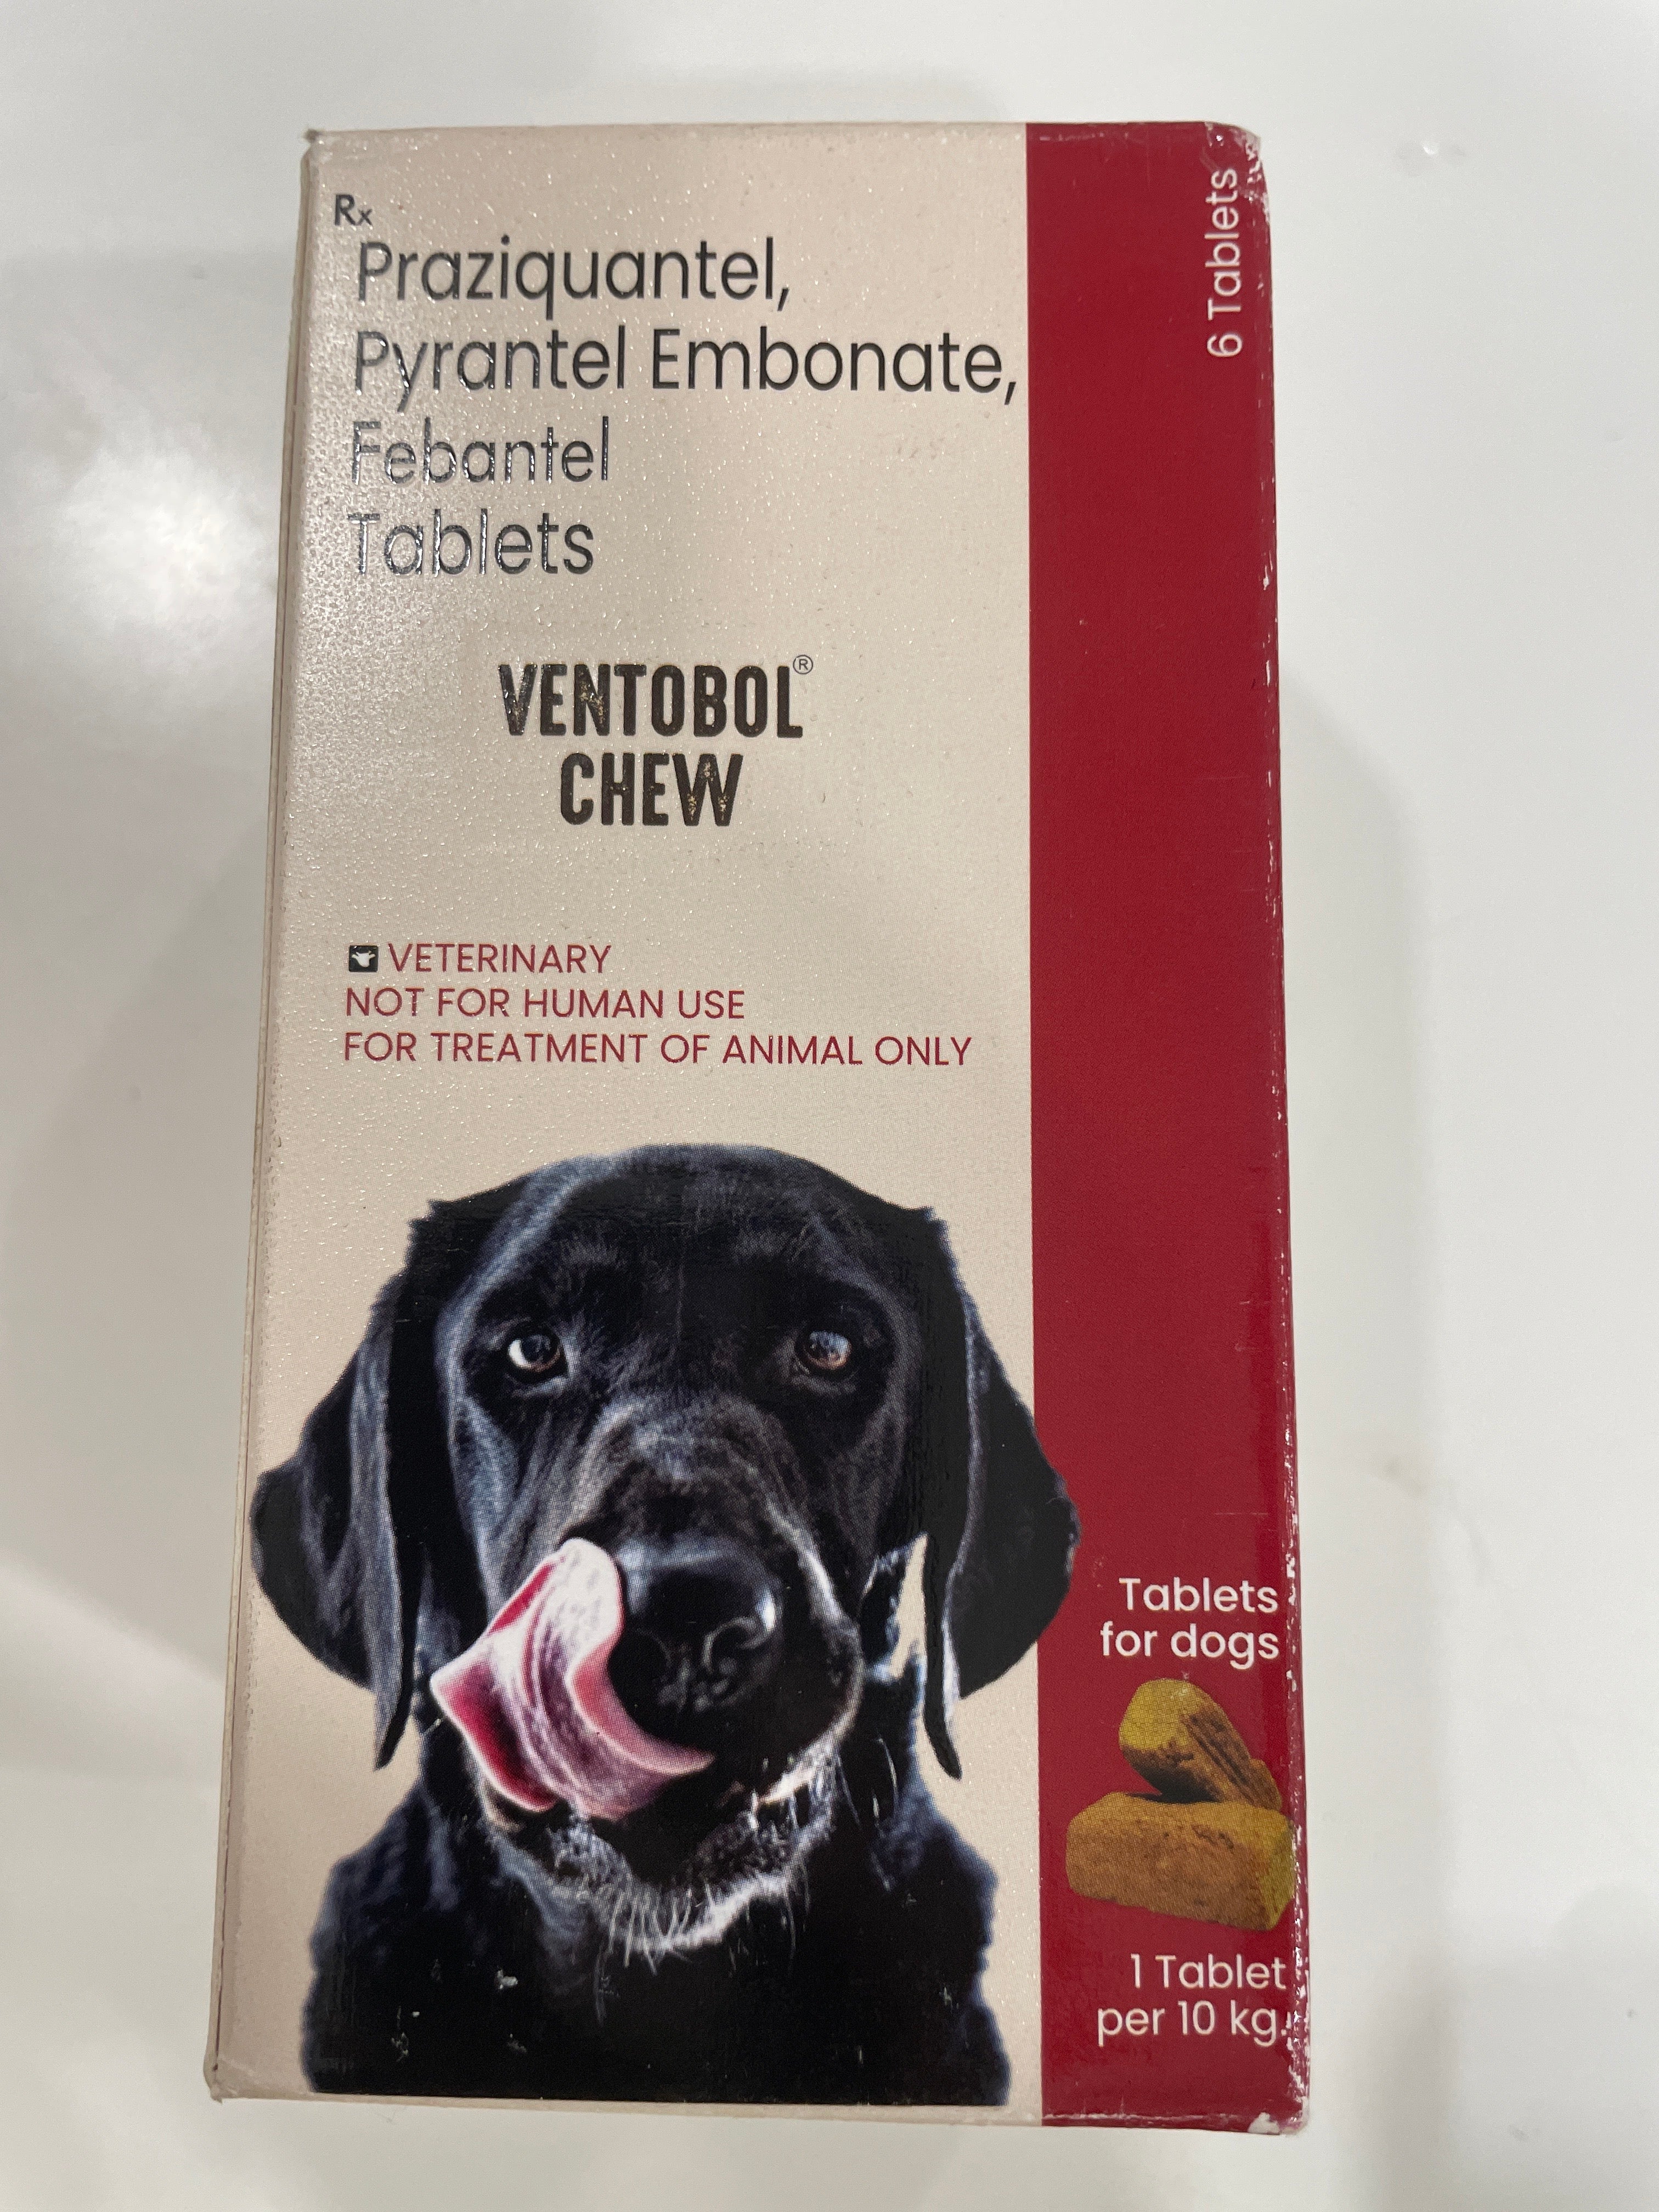 Rx
Praziquantel,
Pyrantel Embonate,
Febantel
Tablets
VENTOBOL®
CHEW
VETERINARY
NOT FOR HUMAN USE
FOR TREATMENT OF ANIMAL ONLY
6 Tablets
Tablets
for dogs
1 Tablet
per 10 kg.